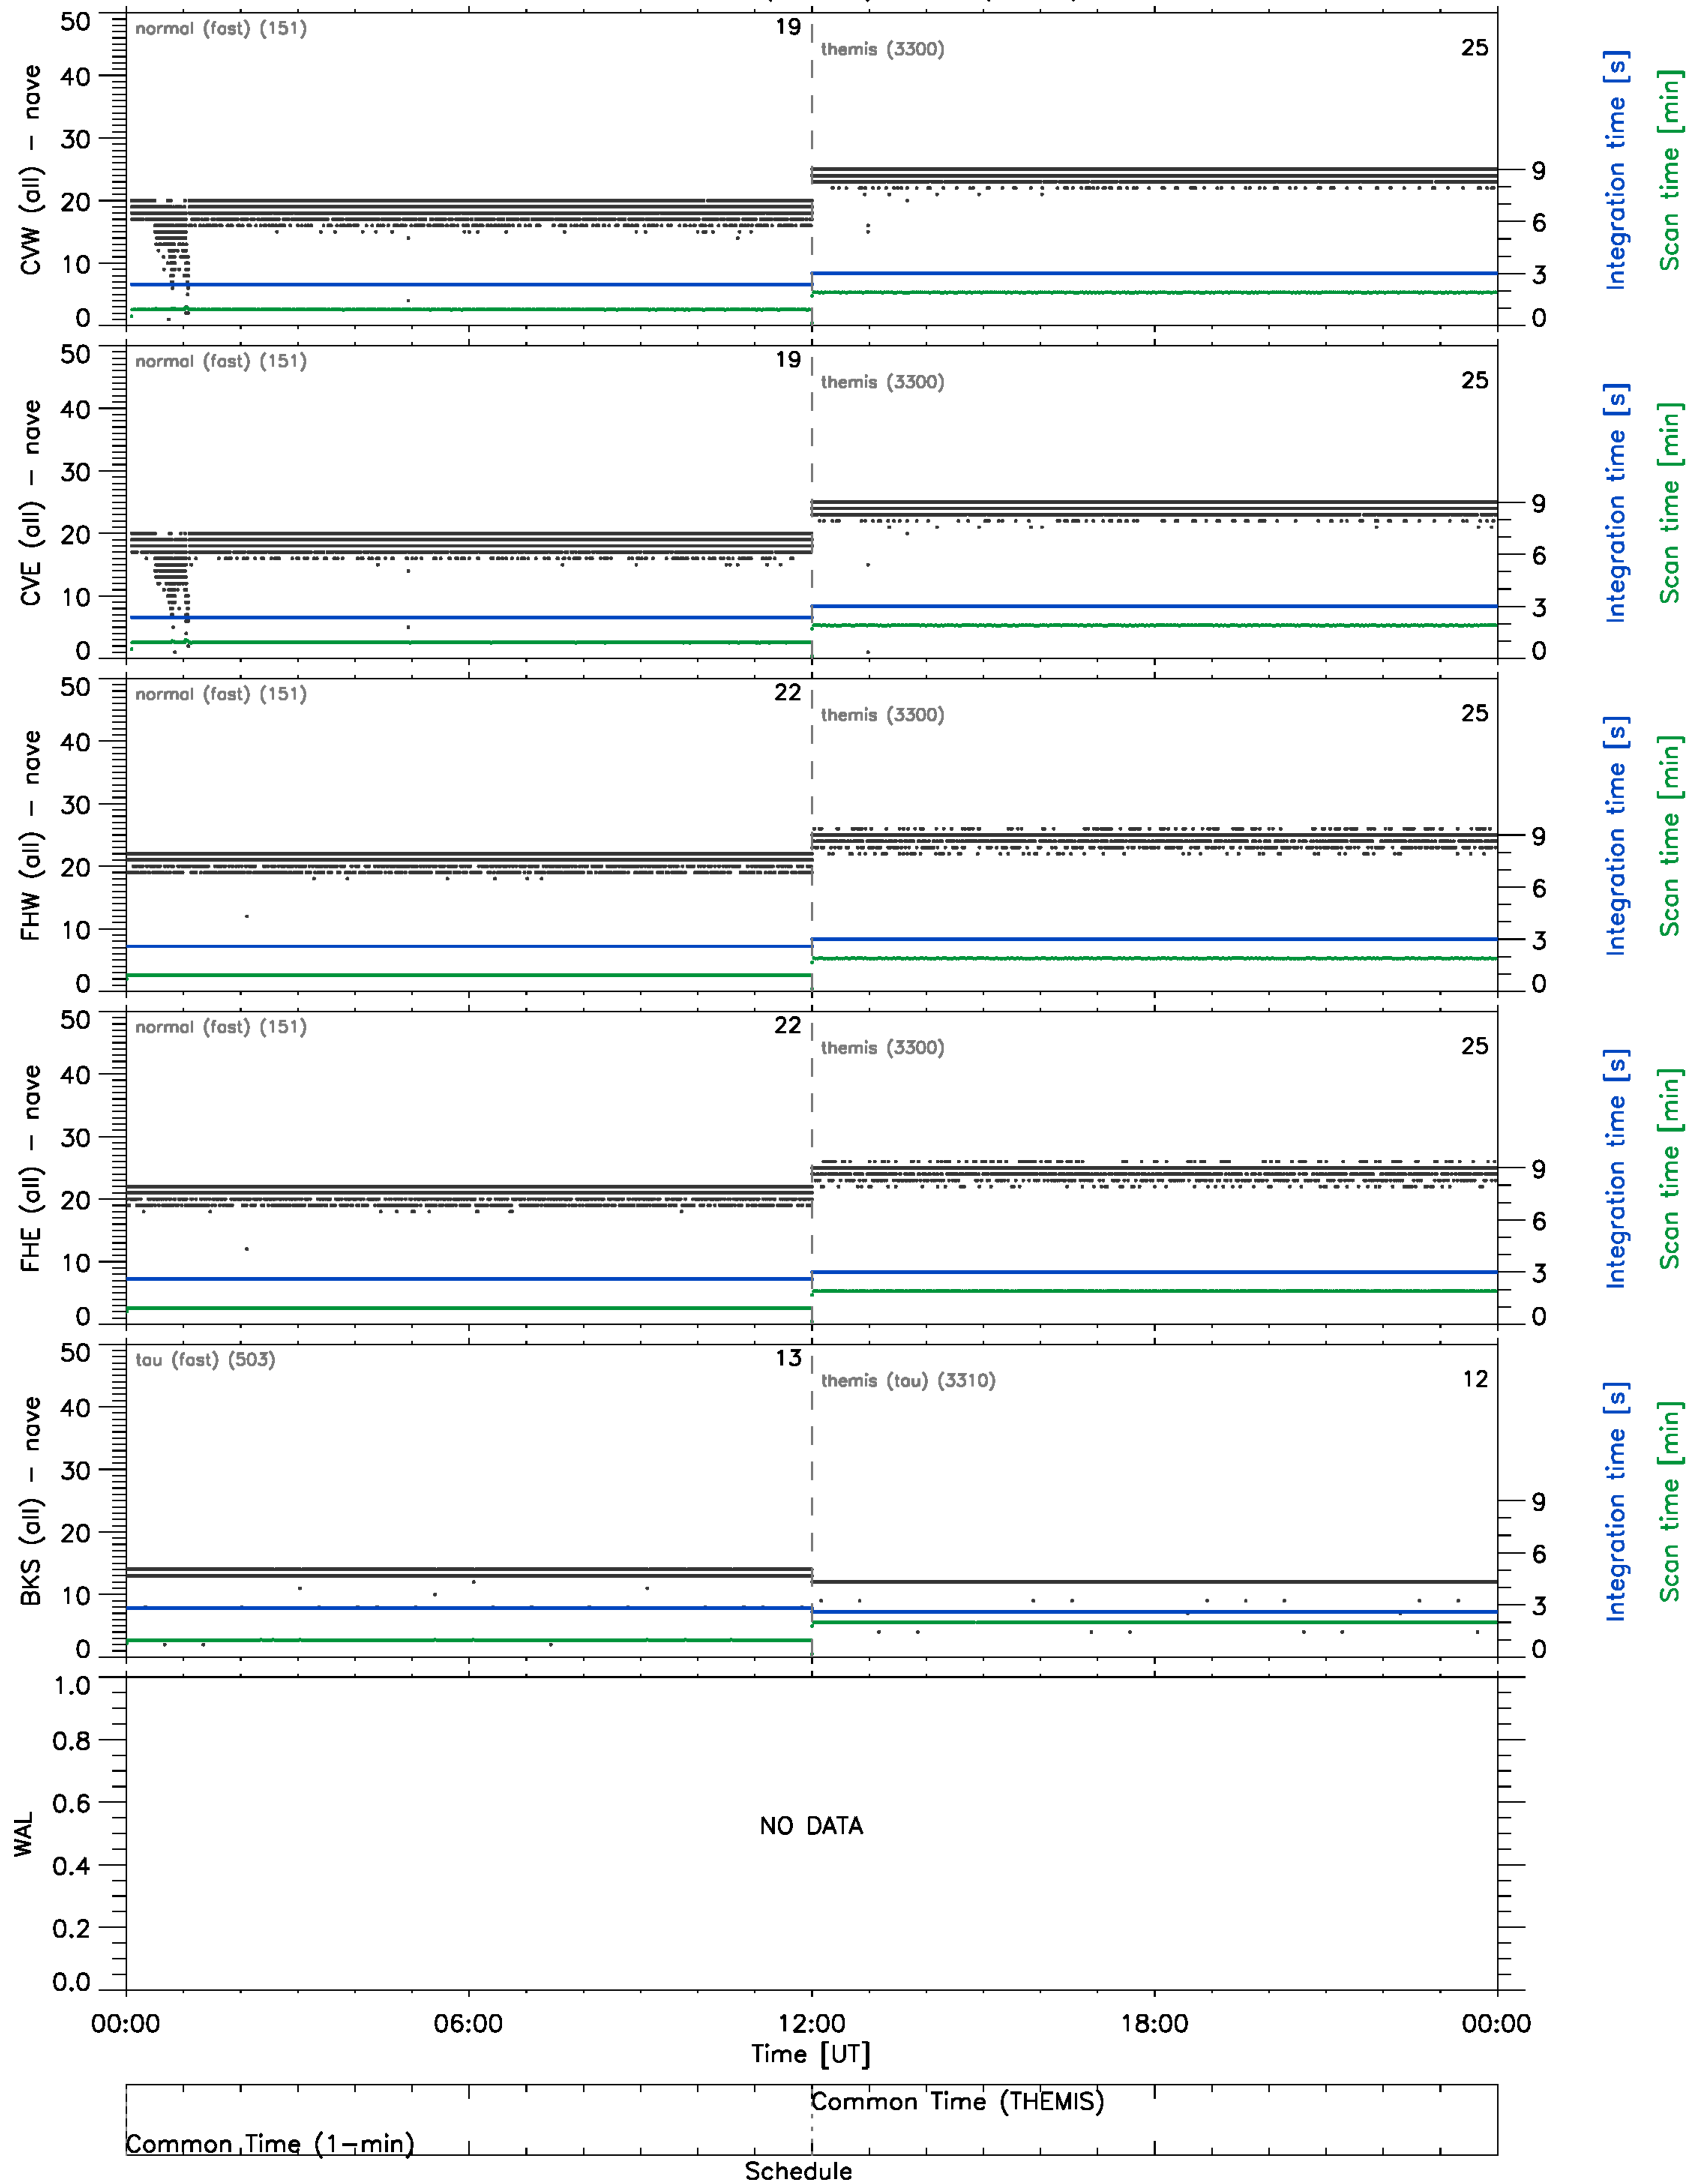 50
normal (fast) (151)
19
themis (3300)
25
40
30
20
10
0
9
6
3
0
CVW (all) - nave
Integration time [s]
Scan time [min]
50
normal (fast) (151)
19
themis (3300)
25
40
30
20
10
0
9
6
3
0
CVE (all) - nave
Integration time [s]
Scan time [min]
50
normal (fast) (151)
22
themis (3300)
25
40
30
20
10
0
9
6
3
0
FHW (all) - nave
Integration time [s]
Scan time [min]
50
normal (fast) (151)
22
themis (3300)
25
40
30
20
10
0
9
6
3
0
FHE (all) - nave
Integration time [s]
Scan time [min]
50
tau (fast) (503)
13
themis (tau) (3310)
12
40
30
20
10
0
9
6
3
0
BKS (all) - nave
Integration time [s]
Scan time [min]
1.0
0.8
0.6
0.4
0.2
0.0
WAL
NO DATA
00:00 06:00 12:00 18:00 00:00
Time [UT]
Common Time (THEMIS)
Common Time (1-min)
Schedule